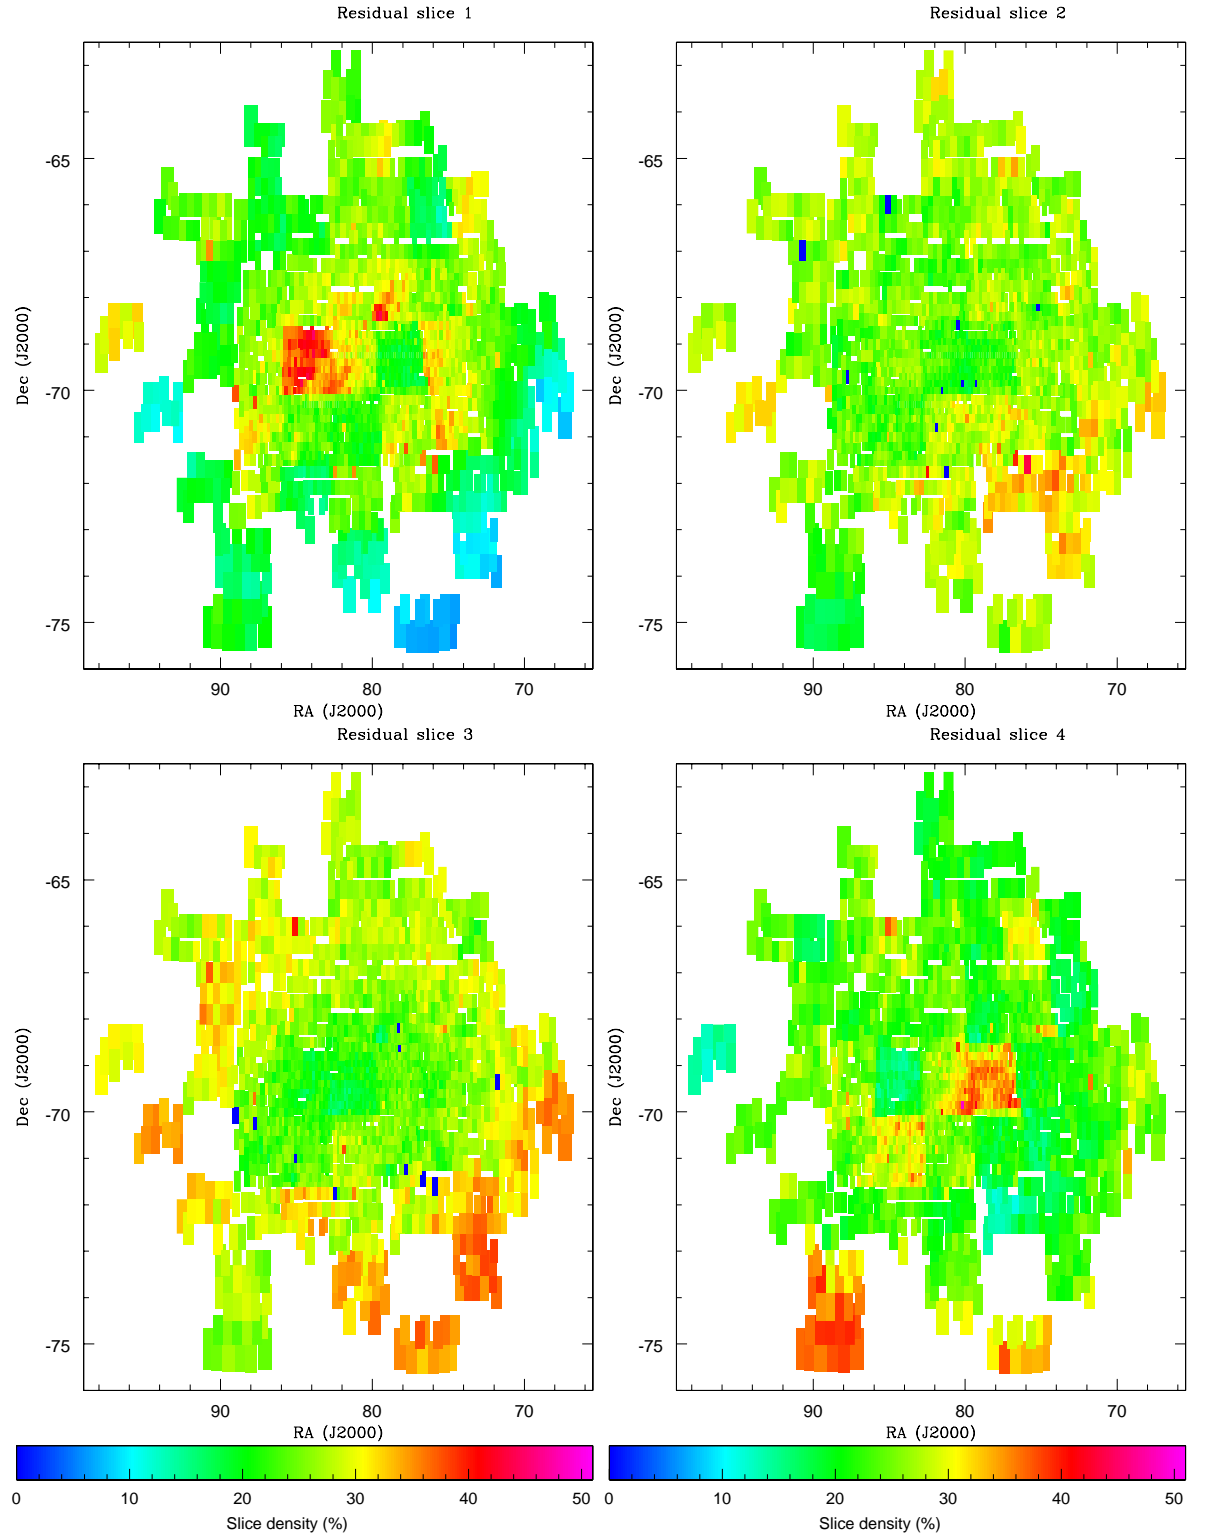 Residual slice 1
Residual slice 2
-65
-70
-75
Dec (J2000)
90 80 70
RA (J2000)
-65
-70
-75
Dec (J2000)
90 80 70
RA (J2000)
Residual slice 3
Residual slice 4
-65
-70
-75
Dec (J2000)
90 80 70
RA (J2000)
-65
-70
-75
Dec (J2000)
90 80 70
RA (J2000)
0 10 20 30 40 50
Slice density (%)
0 10 20 30 40 50
Slice density (%)